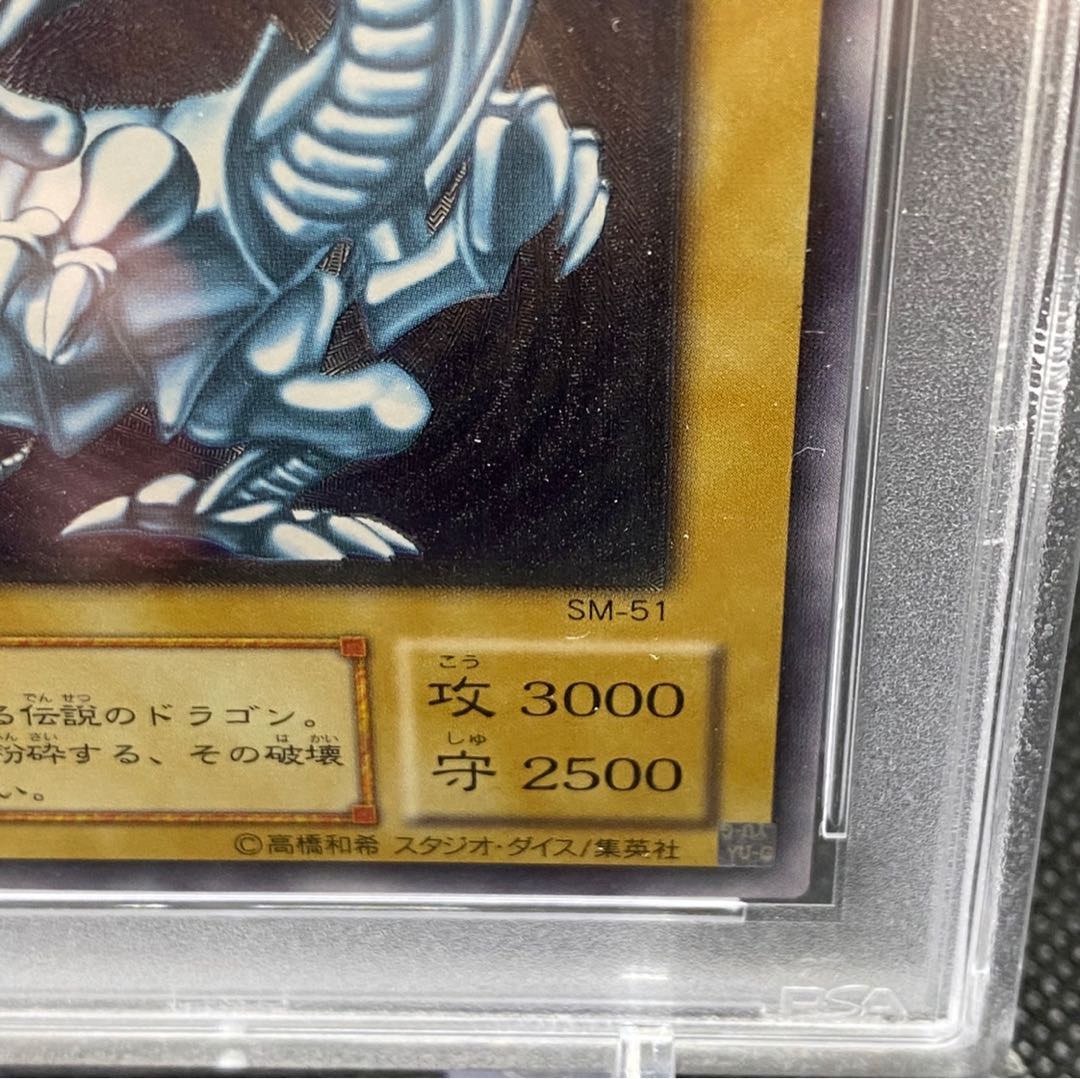 SM-51
る伝説のドラゴン。
でん せつ
粉砕する、その破壊
んさい は かい
い。
こう
攻 3000
しゅ
守 2500
©高橋和希 スタジオ・ダイス/集英社
YU-G
PSA